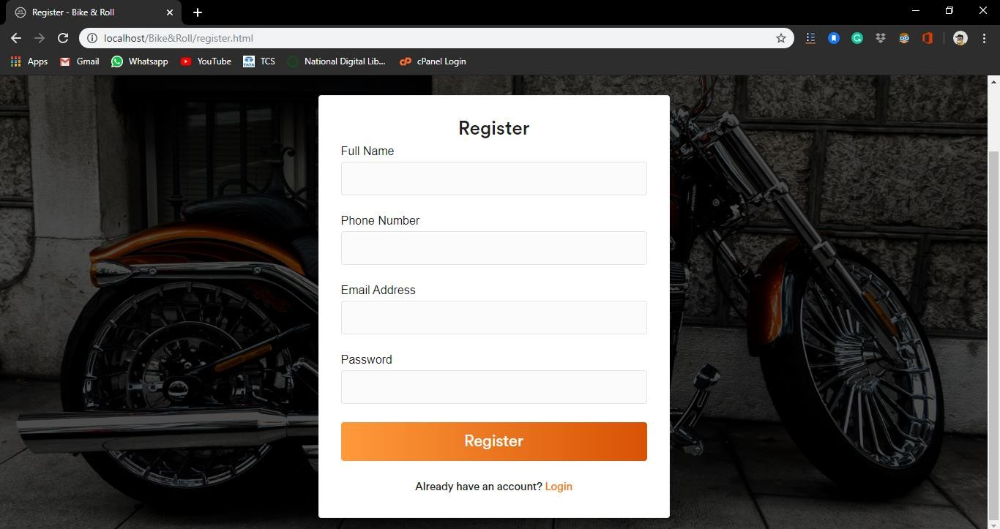 Register - Bike & Roll
localhost/Bike&Roll/register.html
Apps Gmail Whatsapp YouTube TCS National Digital Lib... cPanel Login
Register
Full Name
Phone Number
Email Address
Password
Register
Already have an account? Login